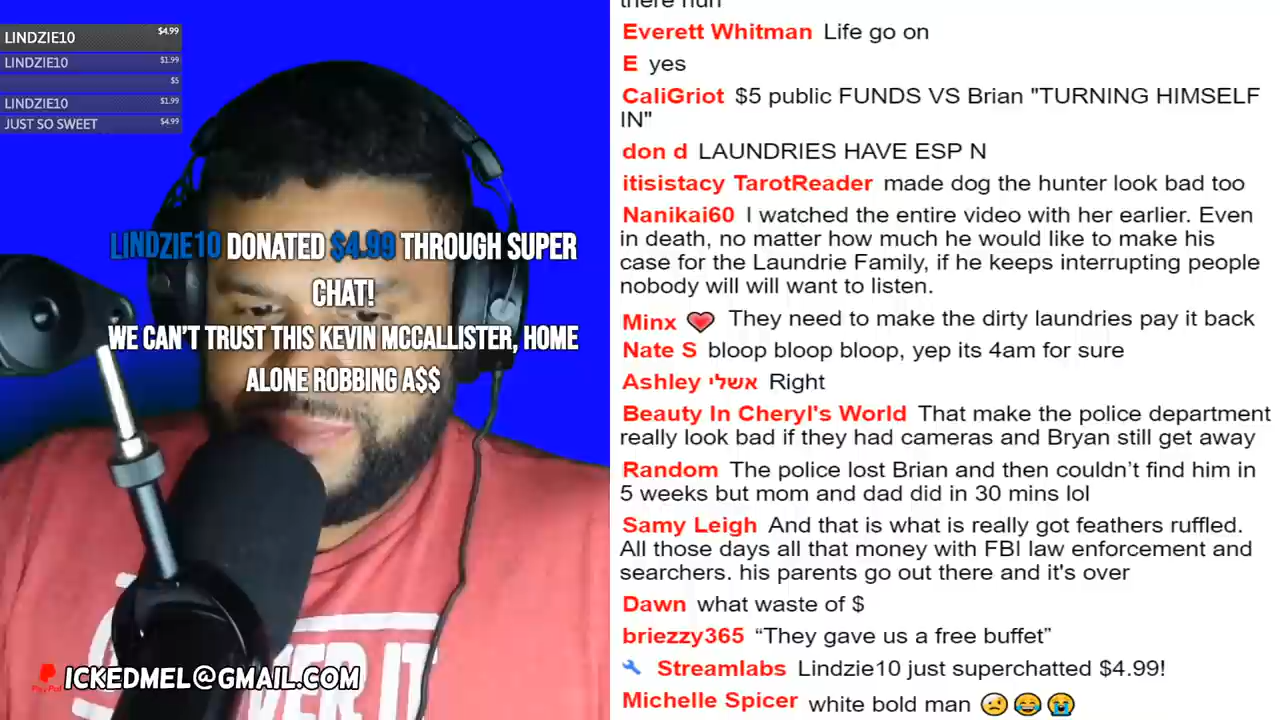 LINDZIE10 $4.99
LINDZIE10 $1.99
$5
LINDZIE10 $1.99
JUST SO SWEET $4.99
LINDZIE10 DONATED $4.99 THROUGH SUPER
CHAT!
WE CAN'T TRUST THIS KEVIN MCCALLISTER, HOME
ALONE ROBBING A$$
VER IT
PayPal ICKEDMEL@GMAIL.COM
there huh
Everett Whitman Life go on
E yes
CaliGriot $5 public FUNDS VS Brian "TURNING HIMSELF
IN"
don d LAUNDRIES HAVE ESP N
itisistacy TarotReader made dog the hunter look bad too
Nanikai60 I watched the entire video with her earlier. Even
in death, no matter how much he would like to make his
case for the Laundrie Family, if he keeps interrupting people
nobody will will want to listen.
Minx They need to make the dirty laundries pay it back
Nate S bloop bloop bloop, yep its 4am for sure
Ashley אשלי Right
Beauty In Cheryl's World That make the police department
really look bad if they had cameras and Bryan still get away
Random The police lost Brian and then couldn't find him in
5 weeks but mom and dad did in 30 mins lol
Samy Leigh And that is what is really got feathers ruffled.
All those days all that money with FBI law enforcement and
searchers. his parents go out there and it's over
Dawn what waste of $
briezzy365 “They gave us a free buffet”
Streamlabs Lindzie10 just superchatted $4.99!
Michelle Spicer white bold man